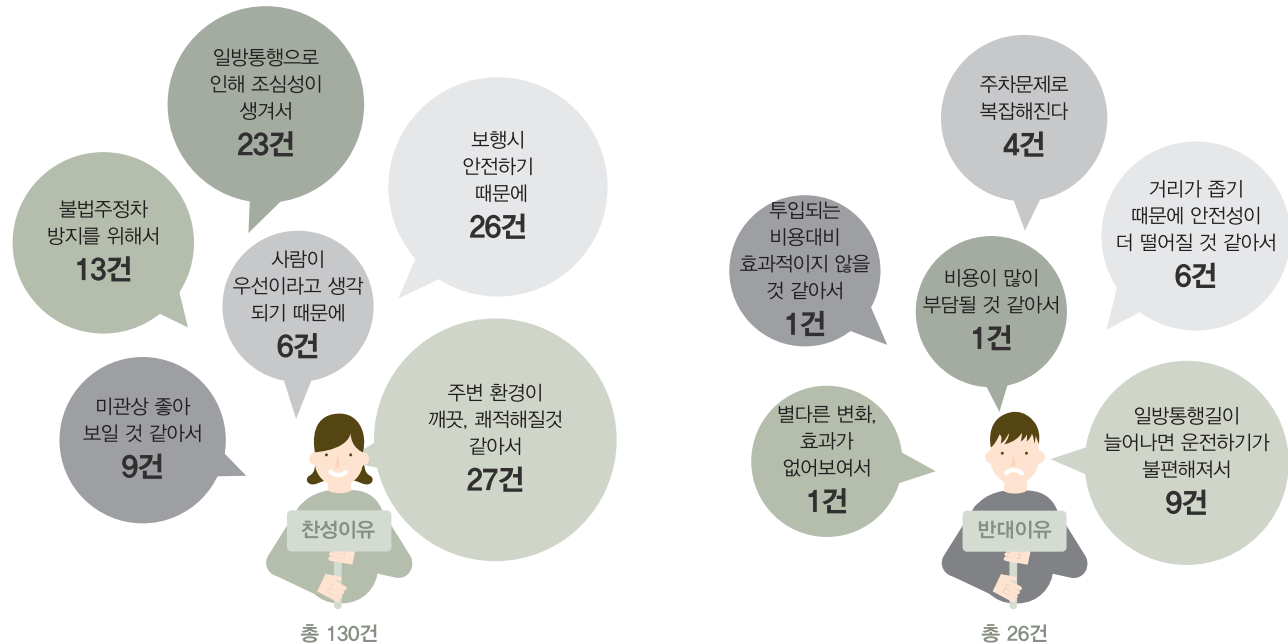 일방통행으로
인해 조심성이
생겨서
23건
보행시
안전하기
때문에
26건
불법주정차
방지를 위해서
13건
사람이
우선이라고 생각
되기 때문에
6건
미관상 좋아
보일 것 같아서
9건
주변 환경이
깨끗, 쾌적해질것
같아서
27건
찬성이유
총 130건
주차문제로
복잡해진다
4건
거리가 좁기
때문에 안전성이
더 떨어질 것 같아서
6건
투입되는
비용대비
효과적이지 않을
것 같아서
1건
비용이 많이
부담될 것 같아서
1건
별다른 변화,
효과가
없어보여서
1건
일방통행길이
늘어나면 운전하기가
불편해져서
9건
반대이유
총 26건